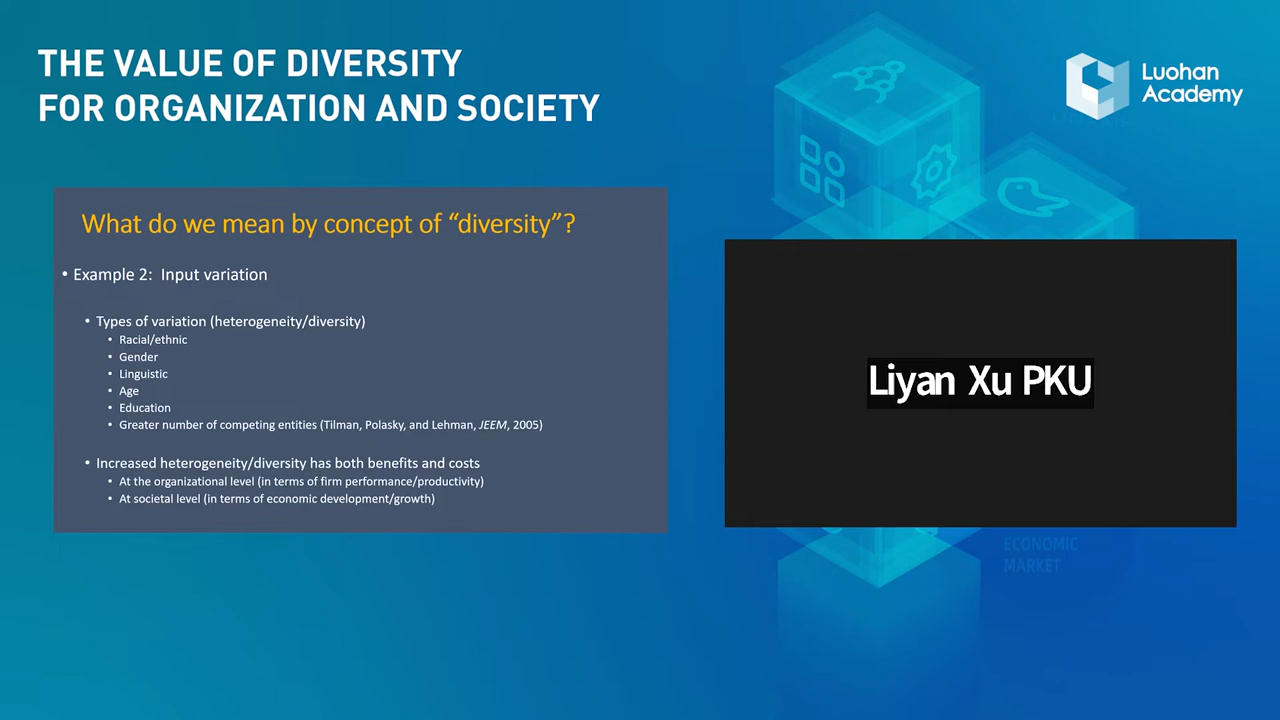 THE VALUE OF DIVERSITY
FOR ORGANIZATION AND SOCIETY
Luohan
Academy
What do we mean by concept of “diversity”?
• Example 2: Input variation
• Types of variation (heterogeneity/diversity)
• Racial/ethnic
• Gender
• Linguistic
• Age
• Education
• Greater number of competing entities (Tilman, Polasky, and Lehman, JEEM, 2005)
• Increased heterogeneity/diversity has both benefits and costs
• At the organizational level (in terms of firm performance/productivity)
• At societal level (in terms of economic development/growth)
Liyan Xu PKU
ECONOMIC
MARKET